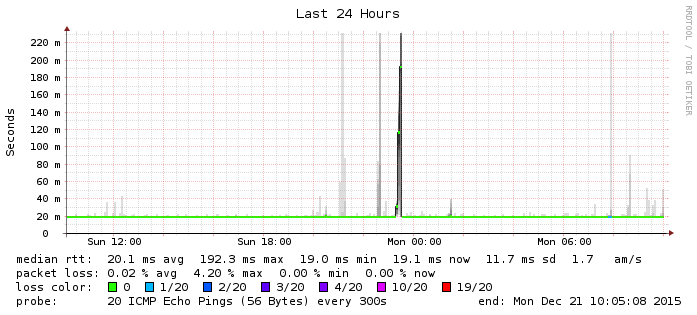 Last 24 Hours
RRDTOOL / TOBI OETIKER
Seconds
220 m
200 m
180 m
160 m
140 m
120 m
100 m
80 m
60 m
40 m
20 m
0
Sun 12:00 Sun 18:00 Mon 00:00 Mon 06:00
median rtt: 20.1 ms avg 192.3 ms max 19.0 ms min 19.1 ms now 11.7 ms sd 1.7 am/s
packet loss: 0.02 % avg 4.20 % max 0.00 % min 0.00 % now
loss color: 0 1/20 2/20 3/20 4/20 10/20 19/20
probe: 20 ICMP Echo Pings (56 Bytes) every 300s end: Mon Dec 21 10:05:08 2015